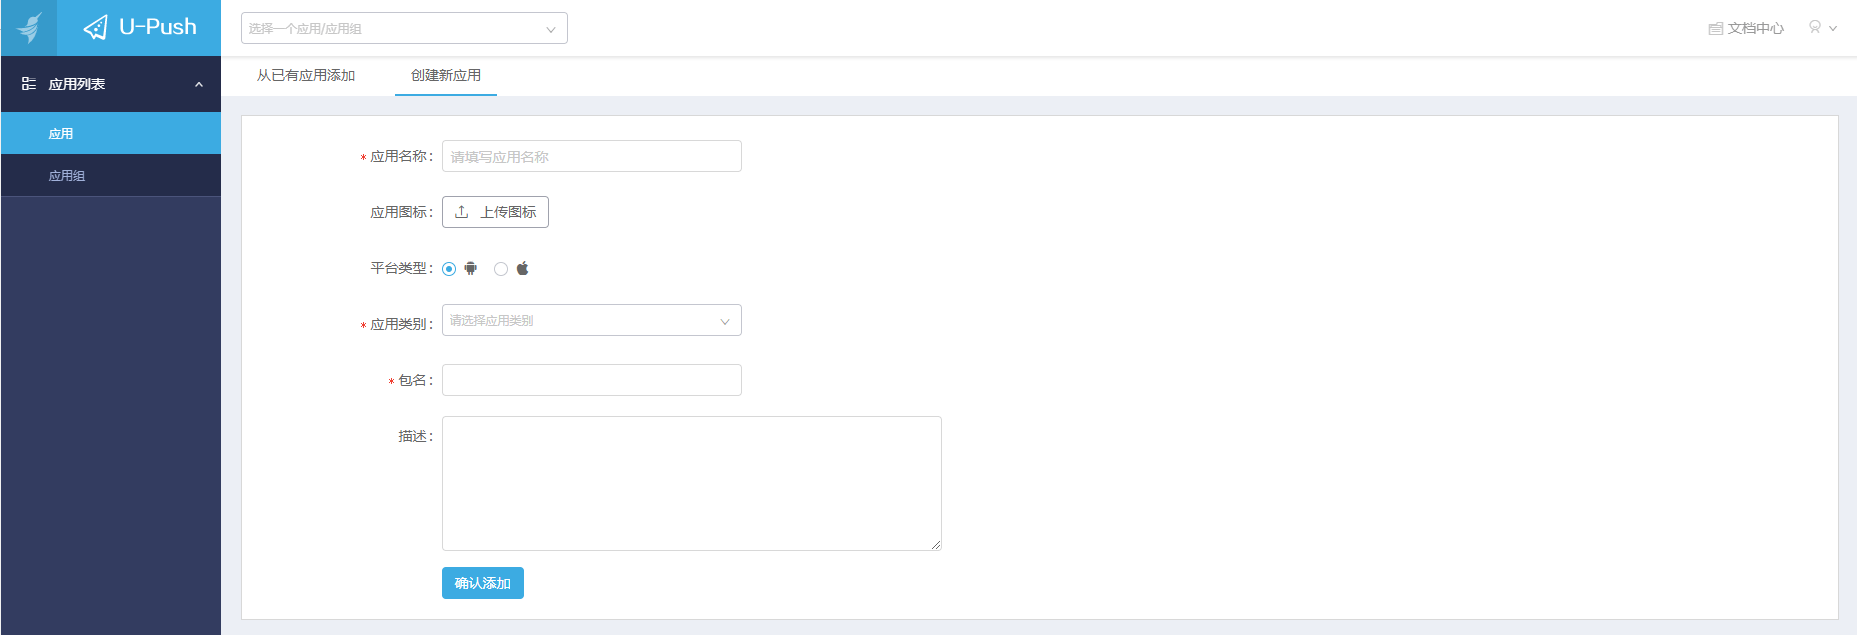 U-Push
选择一个应用/应用组
文档中心
应用列表
应用
应用组
从已有应用添加
创建新应用
* 应用名称：
请填写应用名称
应用图标：
上传图标
平台类型：
* 应用类别：
请选择应用类别
* 包名：
描述：
确认添加